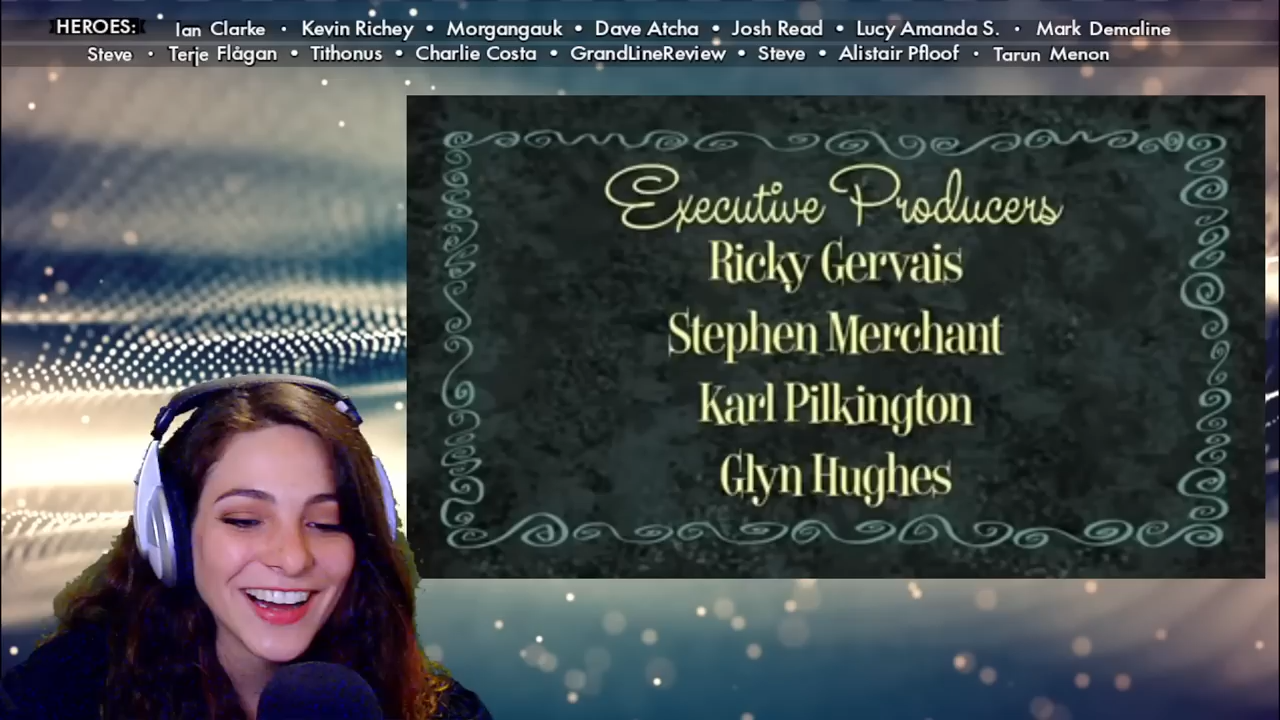 HEROES: Ian Clarke · Kevin Richey • Morgangauk • Dave Atcha • Josh Read • Lucy Amanda S. · Mark Demaline
Steve · Terje Flågan • Tithonus • Charlie Costa • GrandLineReview • Steve • Alistair Pfloof · Tarun Menon
Executive Producers
Ricky Gervais
Stephen Merchant
Karl Pilkington
Glyn Hughes